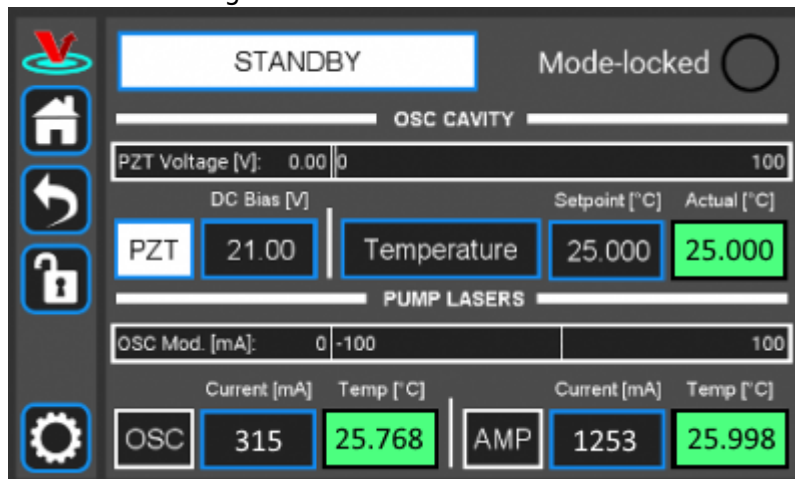 STANDBY Mode-locked
OSC CAVITY
PZT Voltage [V]: 0.00 0 100
DC Bias [V] Setpoint [°C] Actual [°C]
PZT 21.00 Temperature 25.000 25.000
PUMP LASERS
OSC Mod. [mA]: 0 -100 100
Current [mA] Temp [°C] Current [mA] Temp [°C]
OSC 315 25.768 AMP 1253 25.998